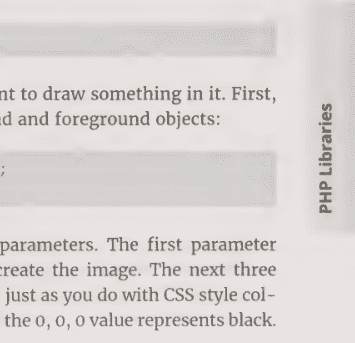 nt to draw something in it. First,
d and foreground objects:
;
parameters. The first parameter
create the image. The next three
just as you do with CSS style col-
the 0, 0, 0 value represents black.
PHP Libraries